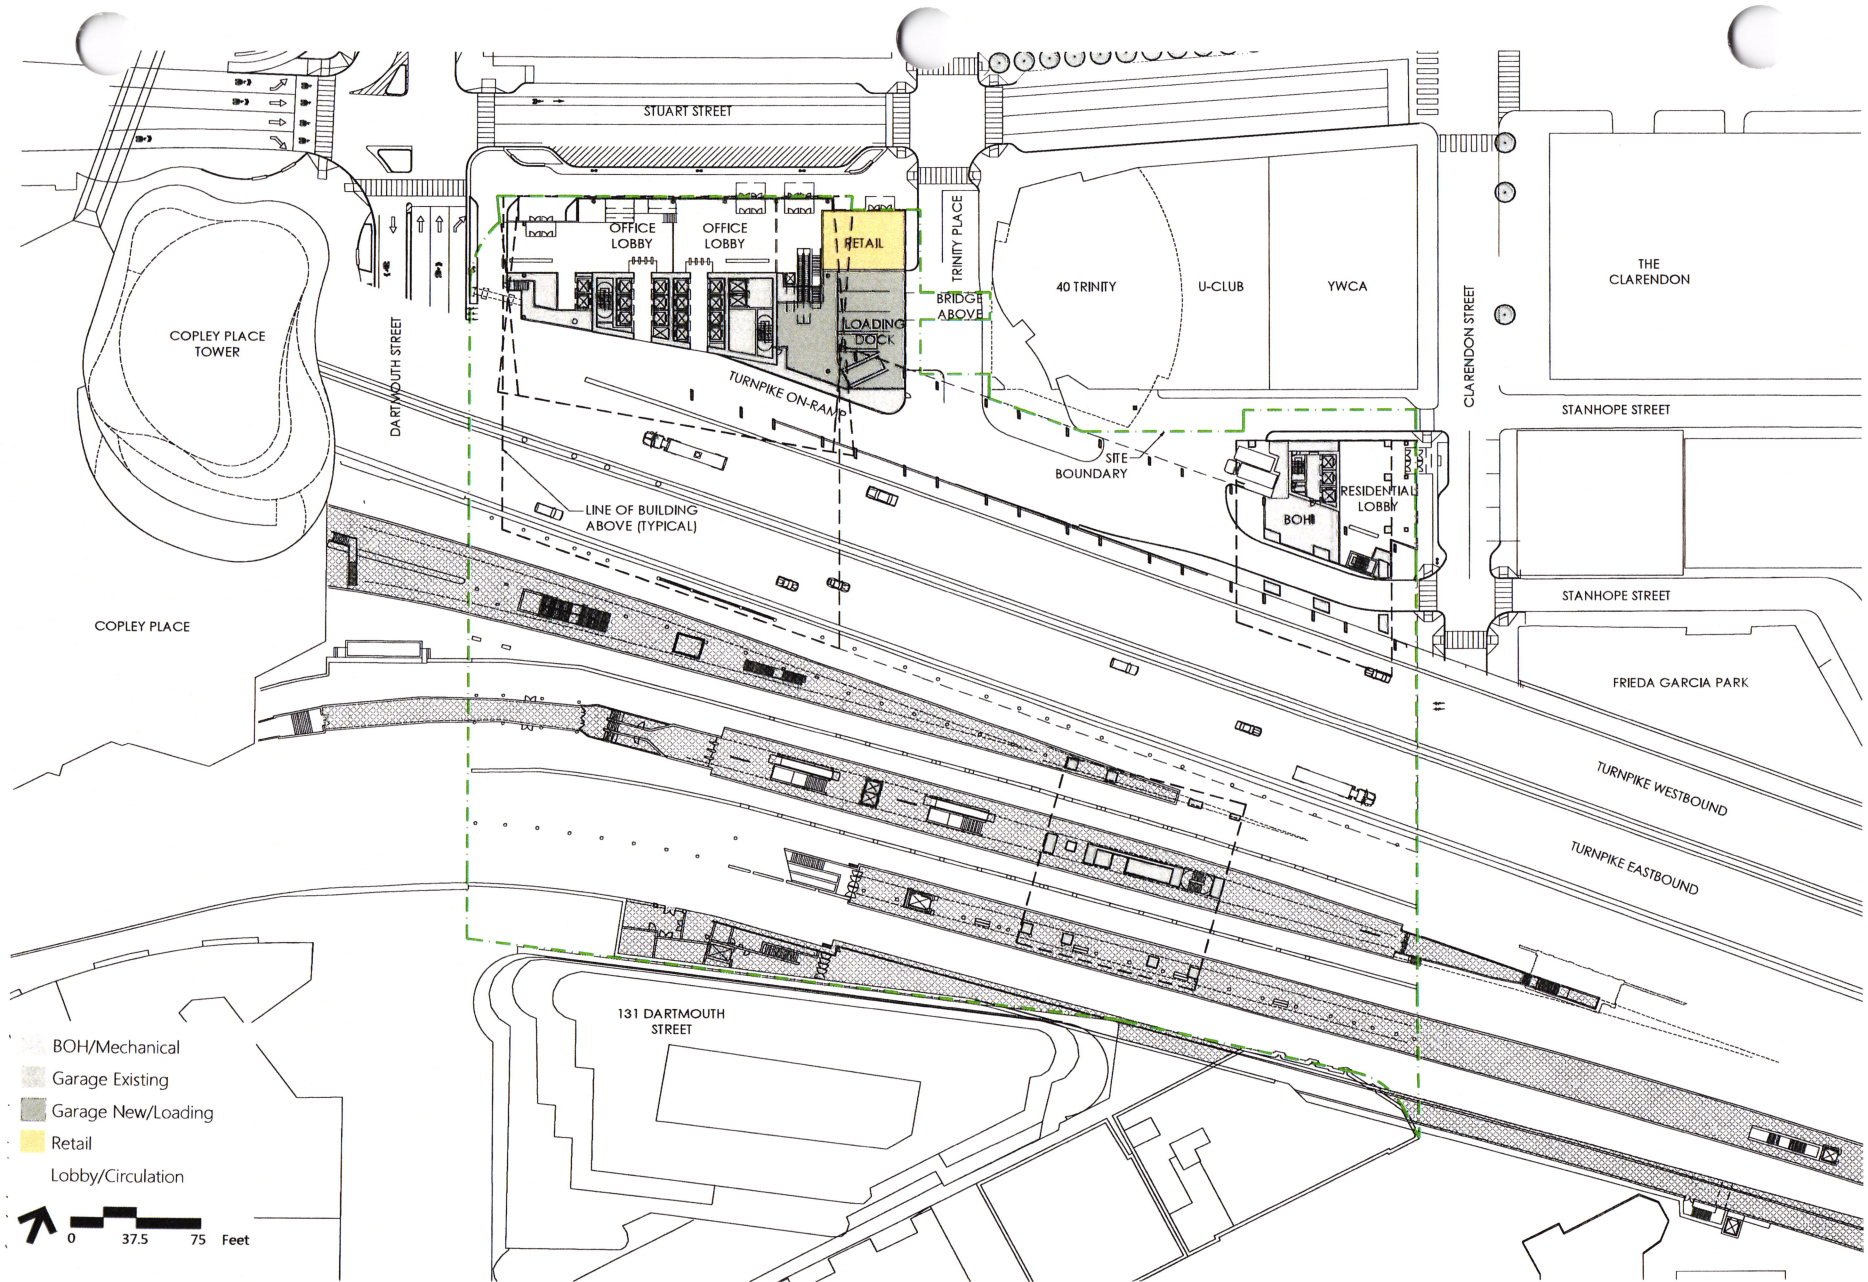 STUART STREET
OFFICE
LOBBY
OFFICE
LOBBY
RETAIL
TRINITY PLACE
BRIDGE
ABOVE
40 TRINITY
U-CLUB
YWCA
CLARENDON STREET
THE
CLARENDON
COPLEY PLACE
TOWER
DARTMOUTH STREET
LOADING
DOCK
TURNPIKE ON-RAMP
STANHOPE STREET
SITE
BOUNDARY
RESIDENTIAL
LOBBY
BOH
LINE OF BUILDING
ABOVE (TYPICAL)
STANHOPE STREET
COPLEY PLACE
FRIEDA GARCIA PARK
TURNPIKE WESTBOUND
TURNPIKE EASTBOUND
131 DARTMOUTH
STREET
BOH/Mechanical
Garage Existing
Garage New/Loading
Retail
Lobby/Circulation
0 37.5 75 Feet